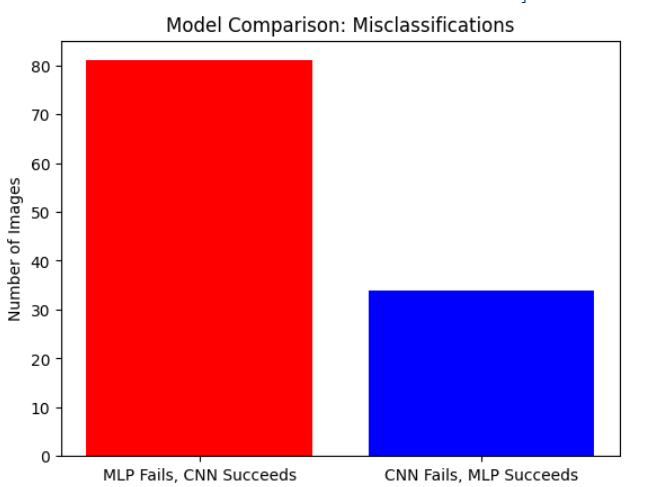 Model Comparison: Misclassifications
Number of Images
80
70
60
50
40
30
20
10
0
MLP Fails, CNN Succeeds
CNN Fails, MLP Succeeds